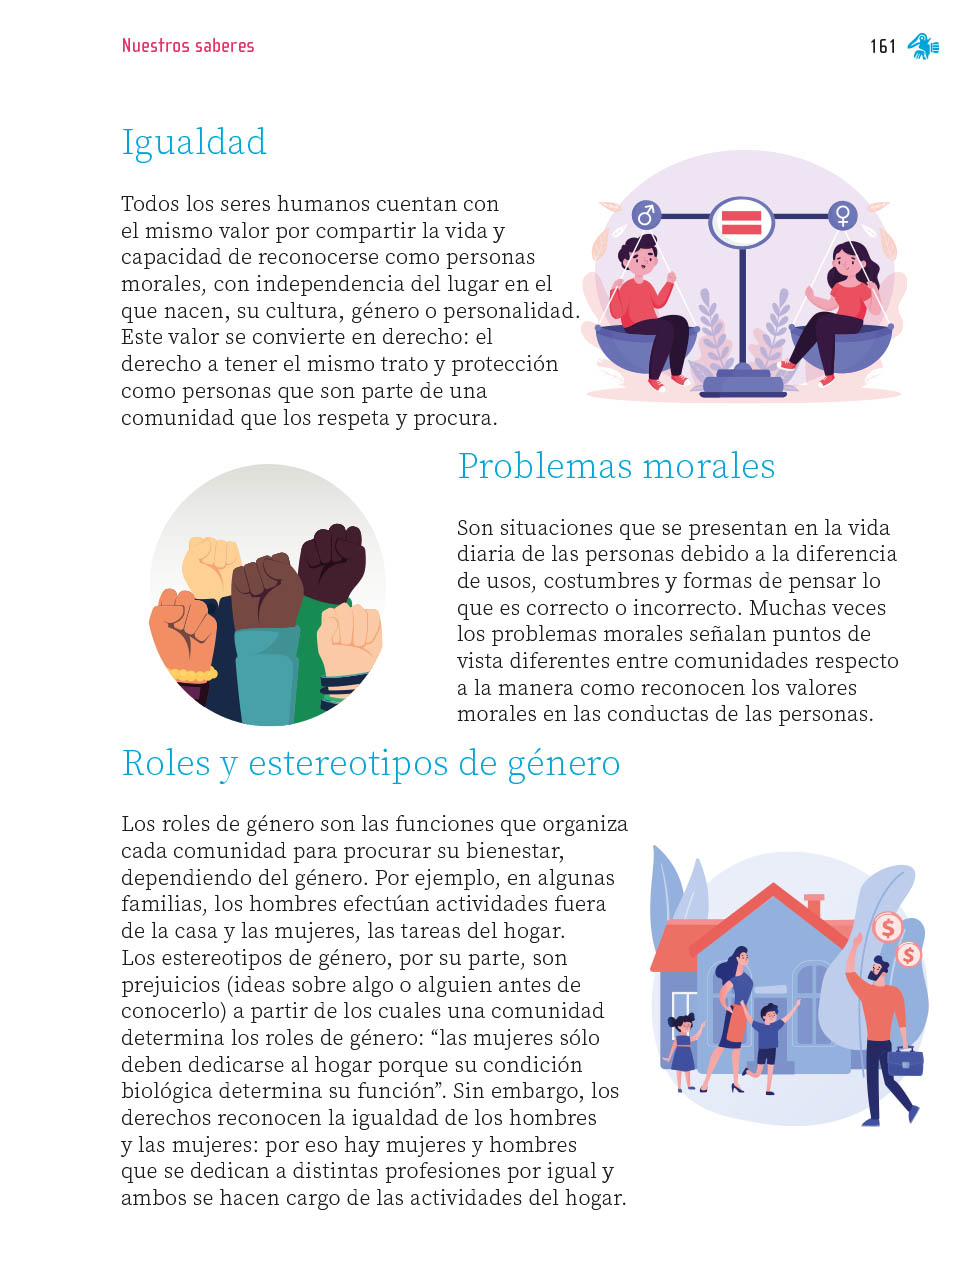 Nuestros saberes
161
Igualdad
Todos los seres humanos cuentan con
el mismo valor por compartir la vida y
capacidad de reconocerse como personas
morales, con independencia del lugar en el
que nacen, su cultura, género o personalidad.
Este valor se convierte en derecho: el
derecho a tener el mismo trato y protección
como personas que son parte de una
comunidad que los respeta y procura.
Problemas morales
Son situaciones que se presentan en la vida
diaria de las personas debido a la diferencia
de usos, costumbres y formas de pensar lo
que es correcto o incorrecto. Muchas veces
los problemas morales señalan puntos de
vista diferentes entre comunidades respecto
a la manera como reconocen los valores
morales en las conductas de las personas.
Roles y estereotipos de género
Los roles de género son las funciones que organiza
cada comunidad para procurar su bienestar,
dependiendo del género. Por ejemplo, en algunas
familias, los hombres efectúan actividades fuera
de la casa y las mujeres, las tareas del hogar.
Los estereotipos de género, por su parte, son
prejuicios (ideas sobre algo o alguien antes de
conocerlo) a partir de los cuales una comunidad
determina los roles de género: “las mujeres sólo
deben dedicarse al hogar porque su condición
biológica determina su función”. Sin embargo, los
derechos reconocen la igualdad de los hombres
y las mujeres: por eso hay mujeres y hombres
que se dedican a distintas profesiones por igual y
ambos se hacen cargo de las actividades del hogar.
$
$